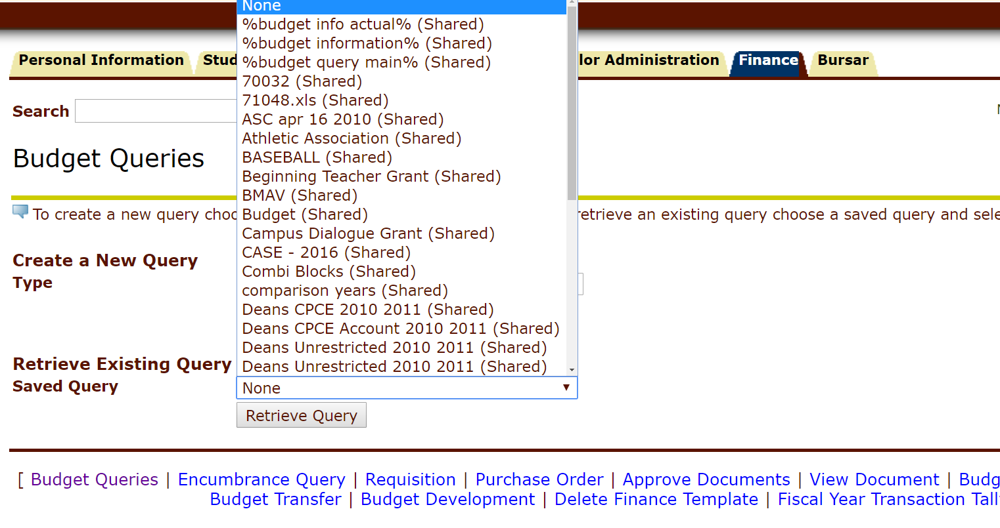 None
%budget info actual% (Shared)
%budget information% (Shared)
%budget query main% (Shared)
70032 (Shared)
71048.xls (Shared)
ASC apr 16 2010 (Shared)
Athletic Association (Shared)
BASEBALL (Shared)
Beginning Teacher Grant (Shared)
BMAV (Shared)
Budget (Shared)
Campus Dialogue Grant (Shared)
CASE - 2016 (Shared)
Combi Blocks (Shared)
comparison years (Shared)
Deans CPCE 2010 2011 (Shared)
Deans CPCE Account 2010 2011 (Shared)
Deans Unrestricted 2010 2011 (Shared)
Deans Unrestricted 2010 2011 (Shared)
Personal Information Stud lor Administration Finance Bursar
Search
Budget Queries
To create a new query choo retrieve an existing query choose a saved query and sele
Create a New Query
Type
Retrieve Existing Query
Saved Query None
Retrieve Query
[ Budget Queries | Encumbrance Query | Requisition | Purchase Order | Approve Documents | View Document | Budg
Budget Transfer | Budget Development | Delete Finance Template | Fiscal Year Transaction Tall